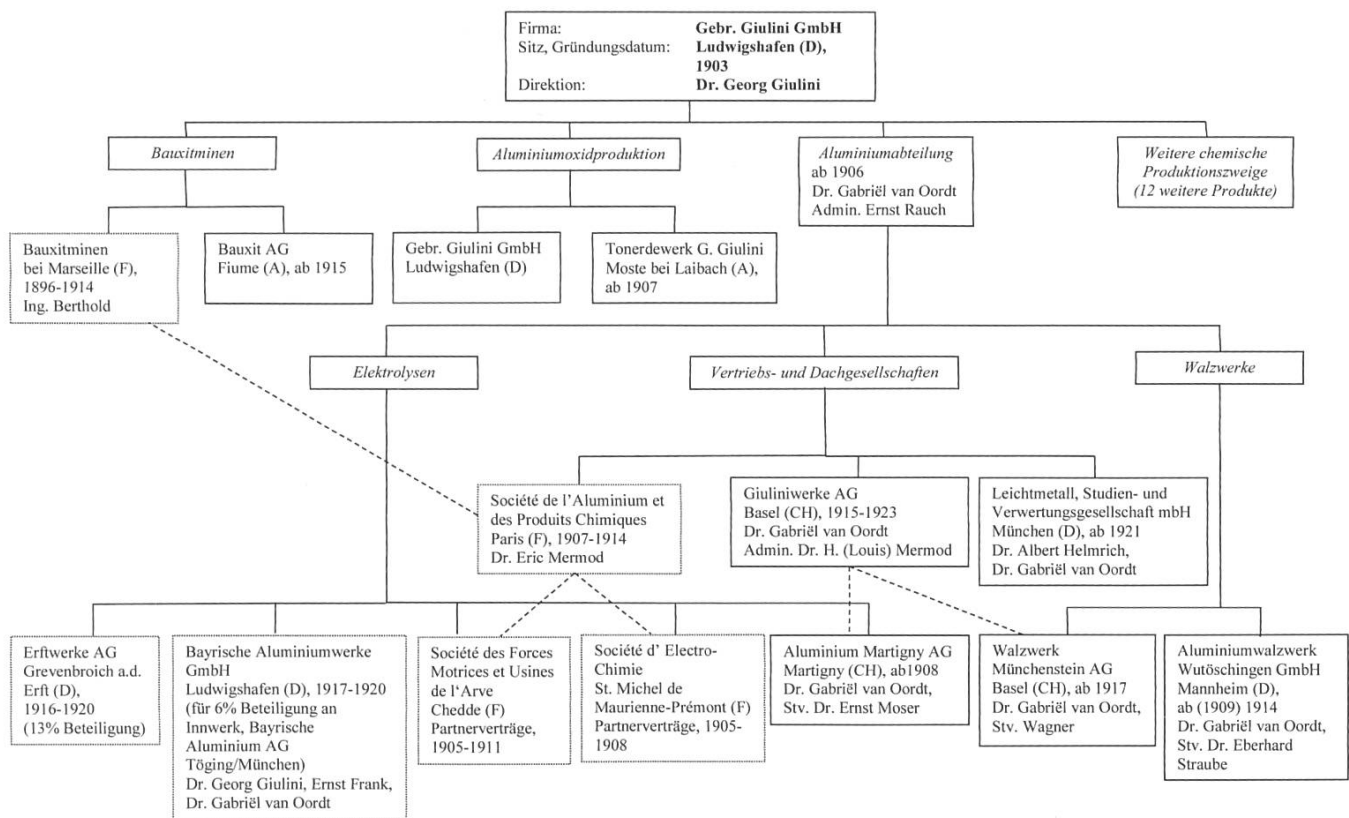 Firma: Gebr. Giulini GmbH
Sitz, Gründungsdatum: Ludwigshafen (D),
1903
Direktion: Dr. Georg Giulini
Bauxitminen
Aluminiumoxidproduktion
Aluminiumabteilung
ab 1906
Dr. Gabriël van Oordt
Admin. Ernst Rauch
Weitere chemische
Produktionszweige
(12 weitere Produkte)
Bauxitminen
bei Marseille (F),
1896-1914
Ing. Berthold
Bauxit AG
Fiume (A), ab 1915
Gebr. Giulini GmbH
Ludwigshafen (D)
Tonerdewerk G. Giulini
Moste bei Laibach (A),
ab 1907
Elektrolysen
Vertriebs- und Dachgesellschaften
Walzwerke
Société de l'Aluminium et
des Produits Chimiques
Paris (F), 1907-1914
Dr. Eric Mermod
Giuliniwerke AG
Basel (CH), 1915-1923
Dr. Gabriël van Oordt
Admin. Dr. H. (Louis) Mermod
Leichtmetall, Studien- und
Verwertungsgesellschaft mbH
München (D), ab 1921
Dr. Albert Helmrich,
Dr. Gabriël van Oordt
Erftwerke AG
Grevenbroich a.d.
Erft (D),
1916-1920
(13% Beteiligung)
Bayrische Aluminiumwerke
GmbH
Ludwigshafen (D), 1917-1920
(für 6% Beteiligung an
Innwerk, Bayrische
Aluminium AG
Töging/München)
Dr. Georg Giulini, Ernst Frank,
Dr. Gabriël van Oordt
Société des Forces
Motrices et Usines
de l'Arve
Chedde (F)
Partnerverträge,
1905-1911
Société d' Electro-
Chimie
St. Michel de
Maurienne-Prémont (F)
Partnerverträge, 1905-
1908
Aluminium Martigny AG
Martigny (CH), ab1908
Dr. Gabriël van Oordt,
Stv. Dr. Ernst Moser
Walzwerk
Münchenstein AG
Basel (CH), ab 1917
Dr. Gabriël van Oordt,
Stv. Wagner
Aluminiumwalzwerk
Wutöschingen GmbH
Mannheim (D),
ab (1909) 1914
Dr. Gabriël van Oordt,
Stv. Dr. Eberhard
Straube